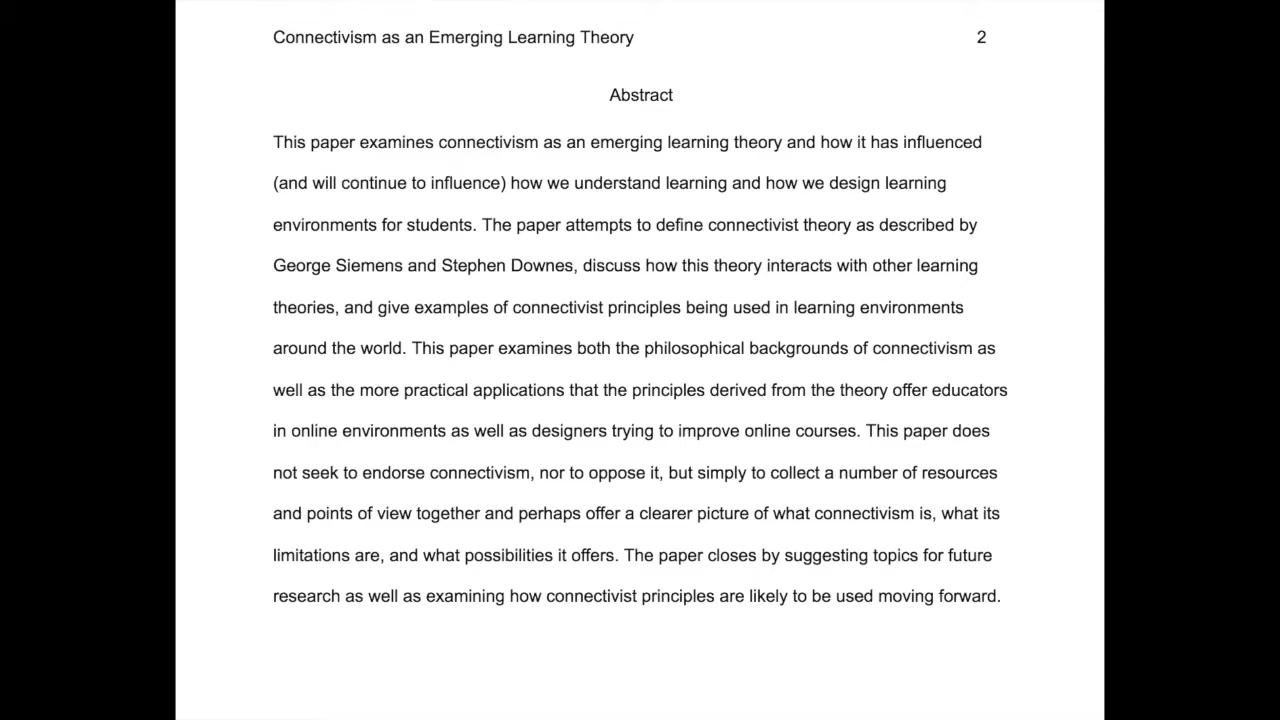 Connectivism as an Emerging Learning Theory 2
Abstract
This paper examines connectivism as an emerging learning theory and how it has influenced
(and will continue to influence) how we understand learning and how we design learning
environments for students. The paper attempts to define connectivist theory as described by
George Siemens and Stephen Downes, discuss how this theory interacts with other learning
theories, and give examples of connectivist principles being used in learning environments
around the world. This paper examines both the philosophical backgrounds of connectivism as
well as the more practical applications that the principles derived from the theory offer educators
in online environments as well as designers trying to improve online courses. This paper does
not seek to endorse connectivism, nor to oppose it, but simply to collect a number of resources
and points of view together and perhaps offer a clearer picture of what connectivism is, what its
limitations are, and what possibilities it offers. The paper closes by suggesting topics for future
research as well as examining how connectivist principles are likely to be used moving forward.